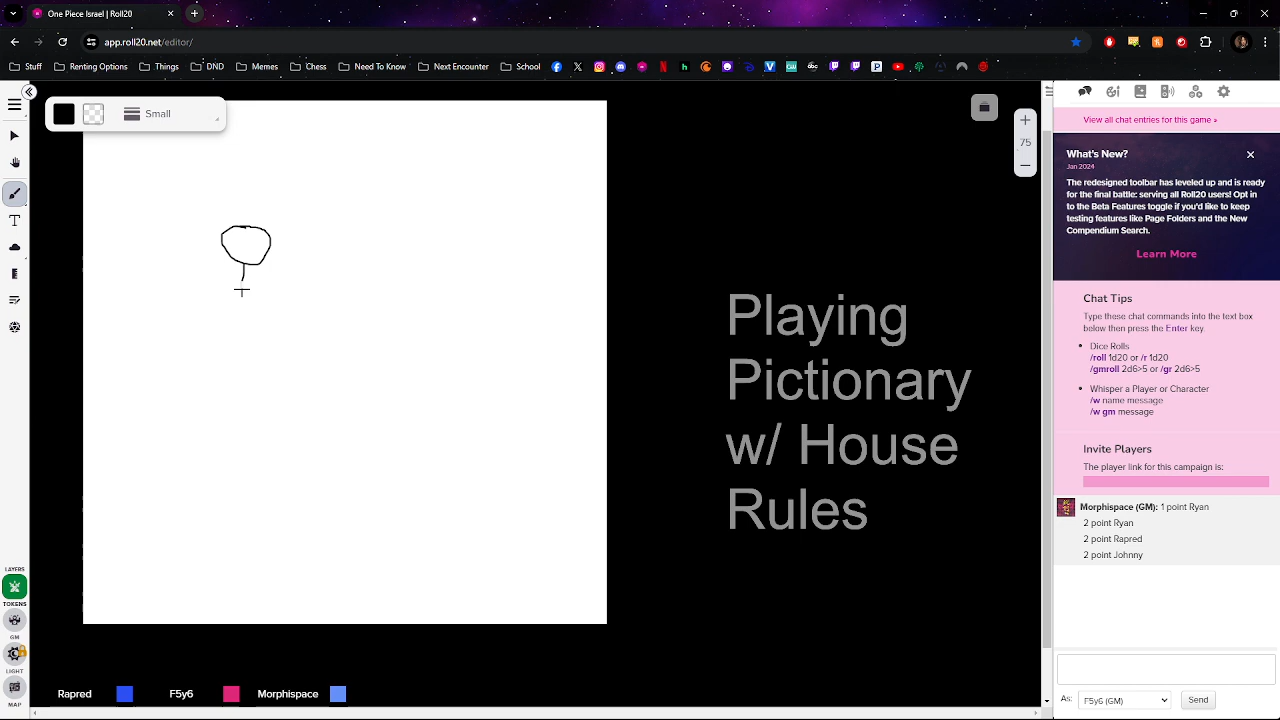 One Piece Israel | Roll20
app.roll20.net/editor/
Stuff
Renting Options
Things
DND
Memes
Chess
Need To Know
Next Encounter
School
Small
75
View all chat entries for this game »
What's New?
Jan 2024
The redesigned toolbar has leveled up and is ready
for the final battle: serving all Roll20 users! Opt in
to the Beta Features toggle if you'd like to keep
testing features like Page Folders and the New
Compendium Search.
Learn More
Chat Tips
Type these chat commands into the text box
below then press the Enter key.
Dice Rolls
/roll 1d20 or /r 1d20
/gmroll 2d6>5 or /gr 2d6>5
Whisper a Player or Character
/w name message
/w gm message
Invite Players
The player link for this campaign is:
Morphispace (GM): 1 point Ryan
2 point Ryan
2 point Rapred
2 point Johnny
As:
F5y6 (GM)
Send
Playing
Pictionary
w/ House
Rules
LAYERS
TOKENS
GM
LIGHT
MAP
Rapred
F5y6
Morphispace